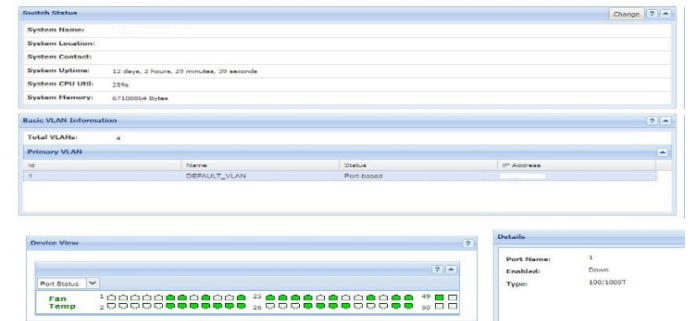 Switch Status
Change ?
System Name:
System Location:
System Contact:
System Uptime: 12 days, 2 hours, 29 minutes, 39 seconds
System CPU Util: 25%
System Memory: 67108864 Bytes
Basic VLAN Information ?
Total VLANs: 4
Primary VLAN
Id Name Status IP Address
1 DEFAULT_VLAN Port-based
Device View ?
?
Port Status
Fan 1 25 49
Temp 2 26 50
Details
Port Name: 1
Enabled: Down
Type: 100/1000T